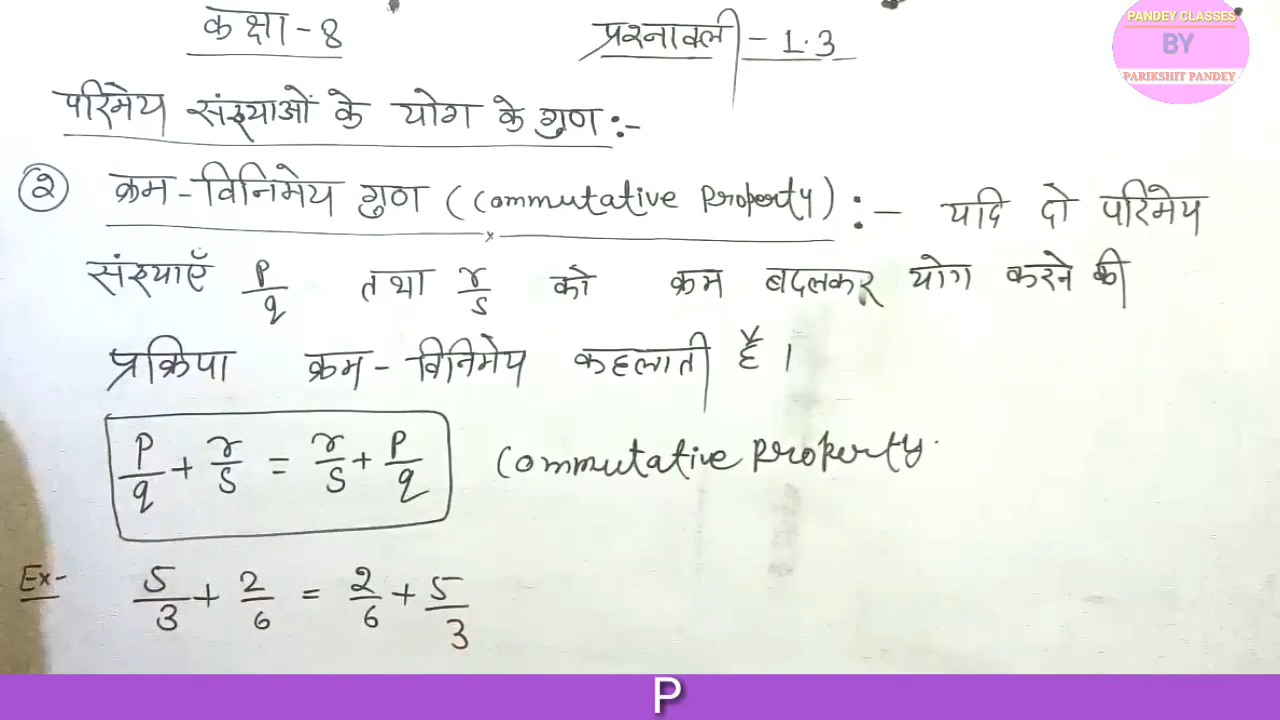 कक्षा - 8
प्रश्नावली - 1.3
PANDEY CLASSES
BY
PARIKSHIT PANDEY
परिमेय संख्याओं के योग के गुण :-
२ क्रम - विनिमेय गुण (Commutative Property) :- यदि दो परिमेय
संख्याएँ p/q तथा r/s को क्रम बदलकर योग करने की
प्रक्रिया क्रम - विनिमेय कहलाती है ।
p/q + r/s = r/s + p/q Commutative Property.
Ex- 5/3 + 2/6 = 2/6 + 5/3
P